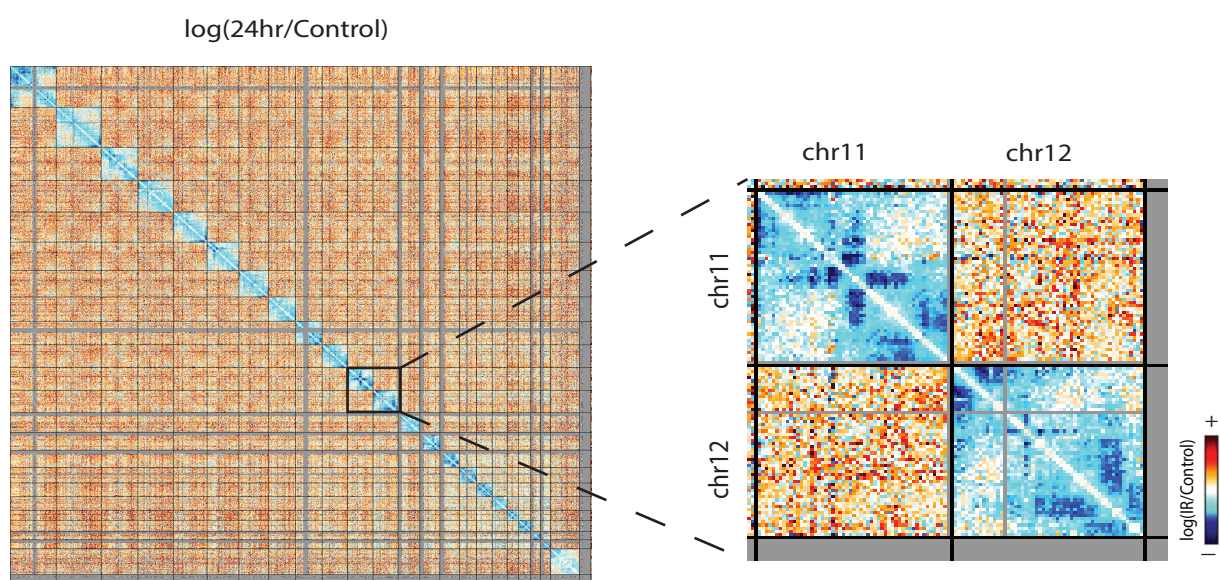 log(24hr/Control)
chr11
chr12
chr11
chr12
log(IR/Control)
+
−